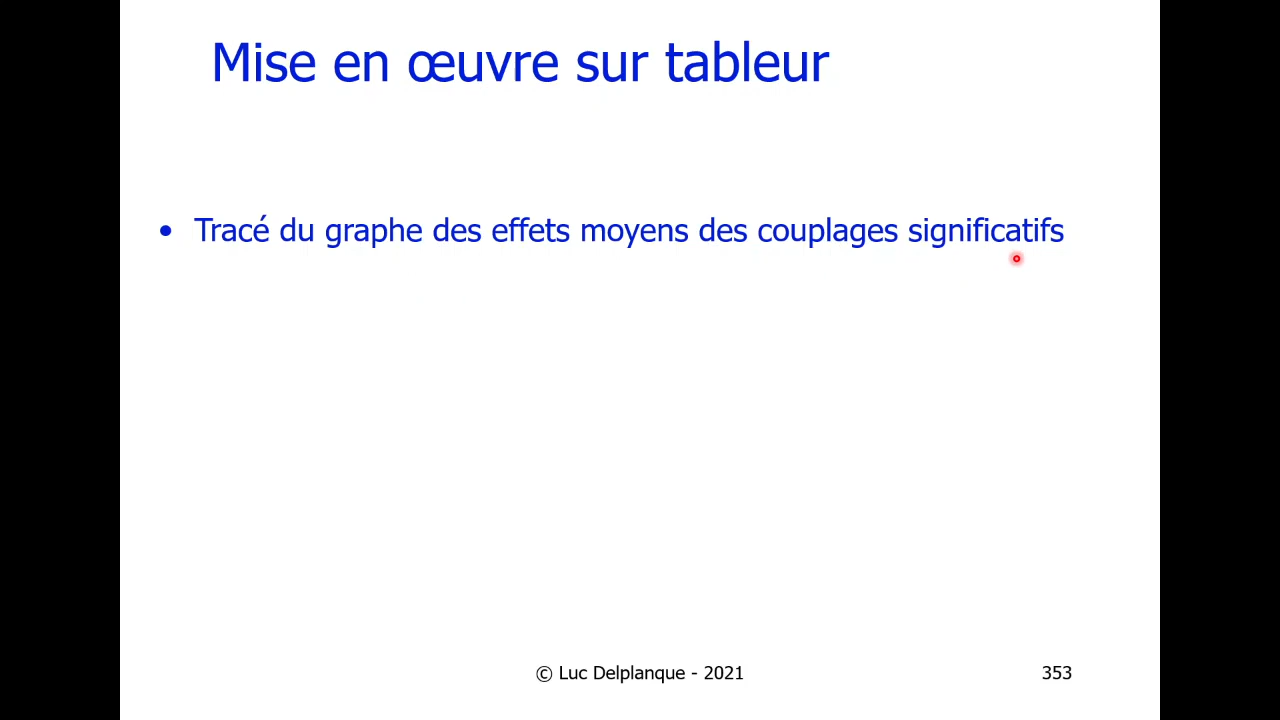 Mise en œuvre sur tableur
• Tracé du graphe des effets moyens des couplages significatifs
© Luc Delplanque - 2021
353